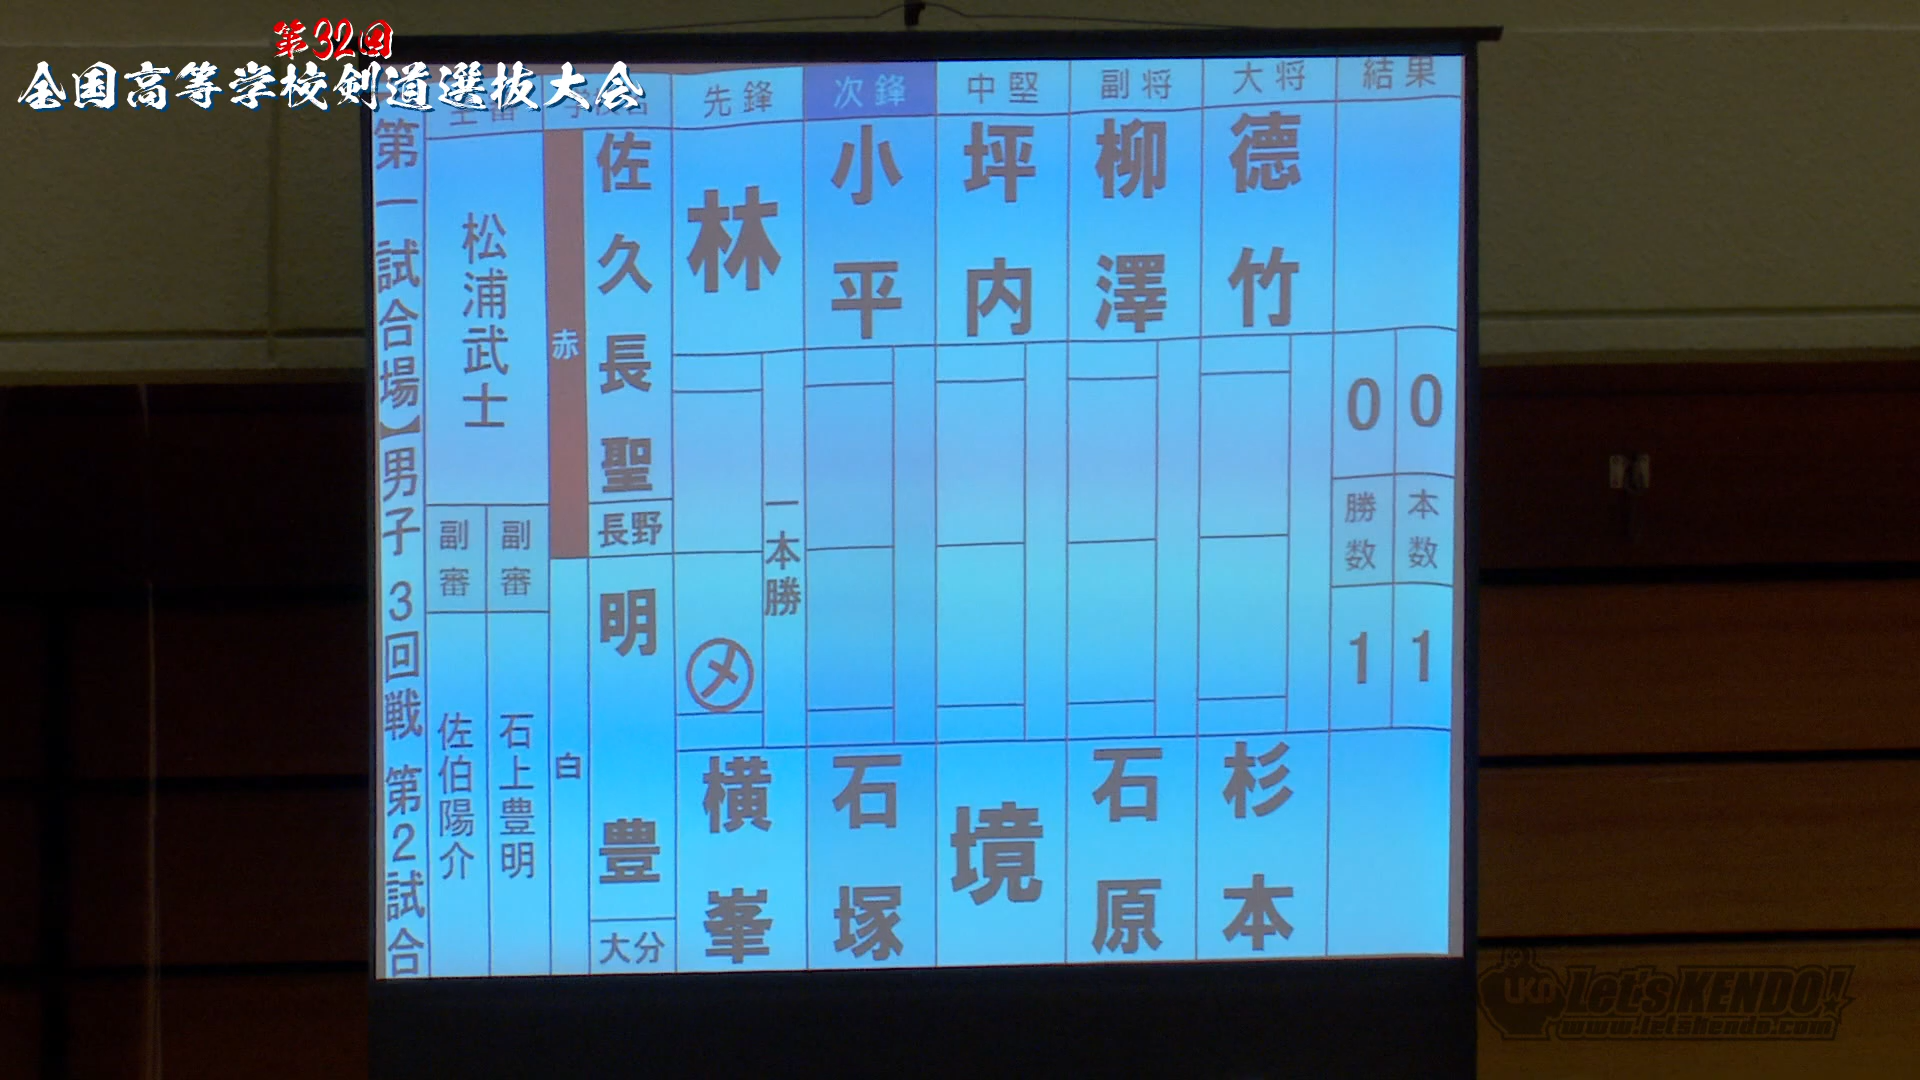 第32回
全国高等学校剣道選抜大会
第一試合場】男子 3回戦 第2試合
松浦武士
副審
副審
佐伯陽介
石上豊明
赤
白
佐久長聖
長野
明豊
大分
先鋒
次鋒
中堅
副将
大将
結果
林
小平
坪内
柳澤
德竹
一本勝
メ
0
0
勝数
本数
1
1
横峯
石塚
境
石原
杉本
LKD
Let's KENDO!
www.letskendo.com